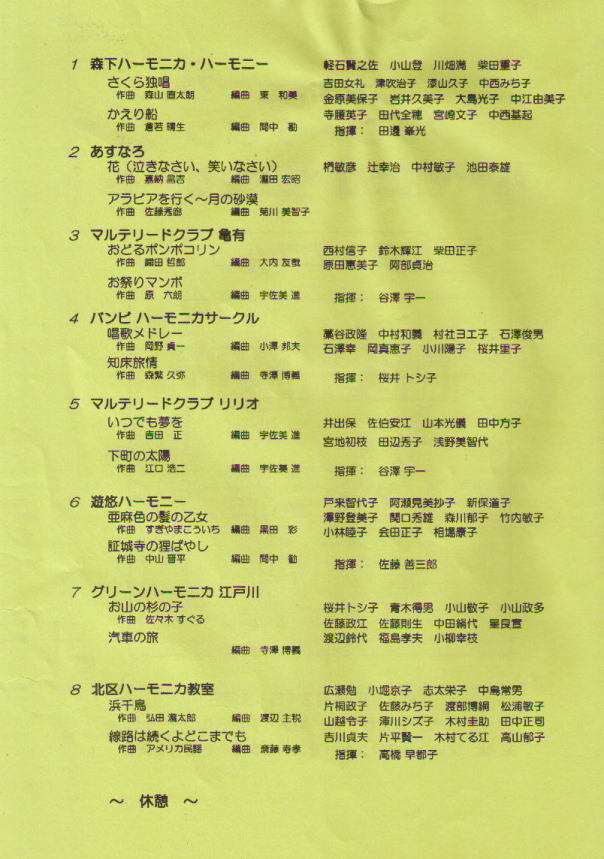 1 森下ハーモニカ・ハーモニー 軽石賢之佐 小山登 川畑満 柴田重子
さくら独唱 吉田女礼 津吹治子 漆山久子 中西みち子
作曲 森山直太朗 編曲 東 和美 金原美保子 岩井久美子 大島光子 中江由美子
かえり船 寺腰英子 田代全穂 宮崎文子 中西基起
作曲 倉若晴生 編曲 間中 勘 指揮： 田邉峯光
2 あすなろ
花（泣きなさい、笑いなさい） 栖敏彦 辻幸治 中村敏子 池田泰雄
作曲 喜納昌吉 編曲 濱田宏昭
アラビアを行く～月の砂漠
作曲 佐藤秀廊 編曲 菊川美智子
3 マルテリードクラブ 亀有
おどるポンポコリン 西村信子 鈴木輝江 柴田正子
作曲 織田哲郎 編曲 大内友哉 原田恵美子 阿部貞治
お祭りマンボ
作曲 原 六朗 編曲 宇佐美進 指揮： 谷澤宇一
4 バンビ ハーモニカサークル
唱歌メドレー 藁谷政隆 中村和義 村社ヨエ子 石澤俊男
作曲 岡野貞一 編曲 小澤邦夫 石澤幸 岡真恵子 小川陽子 桜井里子
知床旅情
作曲 森繁久弥 編曲 寺澤博義 指揮： 桜井トシ子
5 マルテリードクラブ リリオ
いつでも夢を 井出保 佐伯安江 山本光儀 田中方子
作曲 吉田 正 編曲 宇佐美進 宮地初枝 田辺秀子 浅野美智代
下町の太陽
作曲 江口浩二 編曲 宇佐美進 指揮： 谷澤宇一
6 遊悠ハーモニー 戸来智代子 阿瀬見美抄子 新保道子
亜麻色の髪の乙女 澤野登美子 関口秀雄 森川郁子 竹内敏子
作曲 すぎやまこういち 編曲 黒田 彩 小林睦子 会田正子 相場康子
証城寺の狸ばやし
作曲 中山晋平 編曲 間中 勘 指揮： 佐藤善三郎
7 グリーンハーモニカ 江戸川
お山の杉の子 桜井トシ子 青木得男 小山敬子 小山政多
作曲 佐々木すぐる 佐藤政江 佐藤則生 中田絹代 里良宣
汽車の旅 渡辺鈴代 福島孝夫 小柳幸枝
編曲 寺澤博義
8 北区ハーモニカ教室 広瀬勉 小堀京子 志太栄子 中島常男
浜千鳥 片桐政子 佐藤みち子 渡部博綱 松浦敏子
作曲 弘田龍太郎 編曲 渡辺主税 山越令子 澤川シズ子 木村圭助 田中正司
線路は続くよどこまでも 吉川貞夫 片平賢一 木村てる江 高山郁子
作曲 アメリカ民謡 編曲 斎藤寿孝 指揮： 高橋早都子
～ 休憩 ～